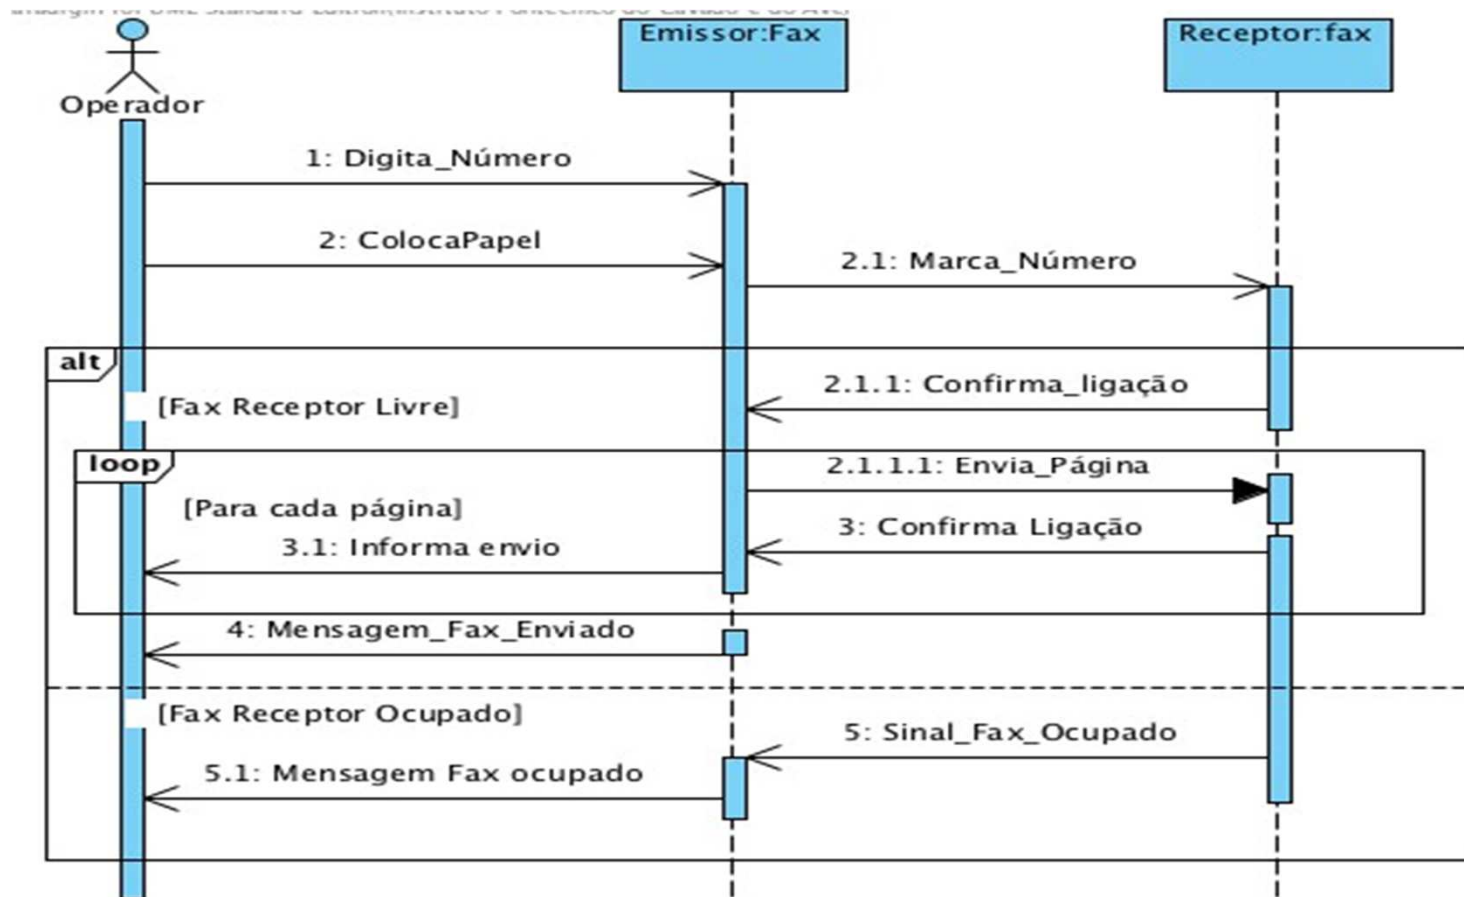 Operador
Emissor:Fax
Receptor:fax
1: Digita_Número
2: ColocaPapel
2.1: Marca_Número
alt
2.1.1: Confirma_ligação
[Fax Receptor Livre]
loop
2.1.1.1: Envia_Página
[Para cada página]
3: Confirma Ligação
3.1: Informa envio
4: Mensagem_Fax_Enviado
[Fax Receptor Ocupado]
5: Sinal_Fax_Ocupado
5.1: Mensagem Fax ocupado